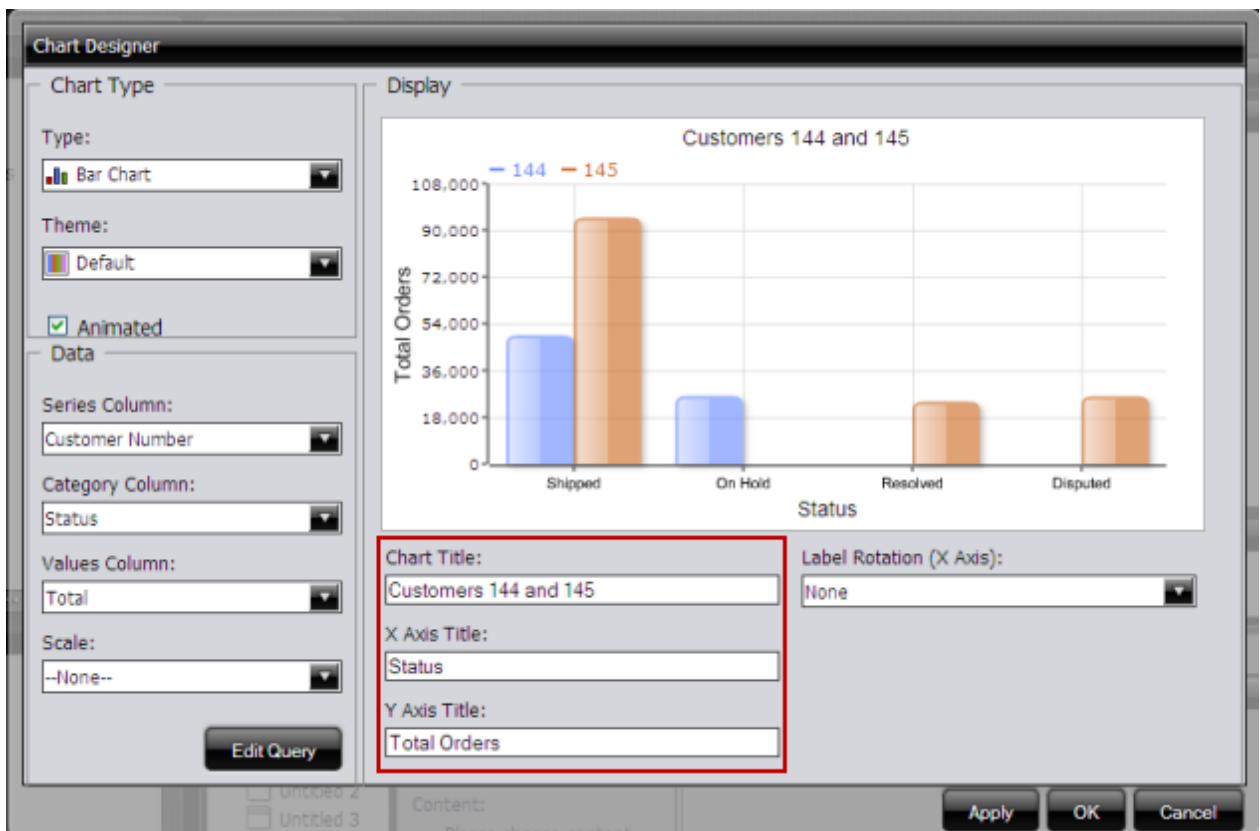 Chart Designer
Chart Type
Type:
Bar Chart
Theme:
Default
Animated
Data
Series Column:
Customer Number
Category Column:
Status
Values Column:
Total
Scale:
--None--
Edit Query
Display
Customers 144 and 145
144 145
108,000
90,000
72,000
54,000
36,000
18,000
0
Total Orders
Shipped On Hold Resolved Disputed
Status
Chart Title:
Customers 144 and 145
X Axis Title:
Status
Y Axis Title:
Total Orders
Label Rotation (X Axis):
None
Untitled 2
Untitled 3
Content:
Apply OK Cancel